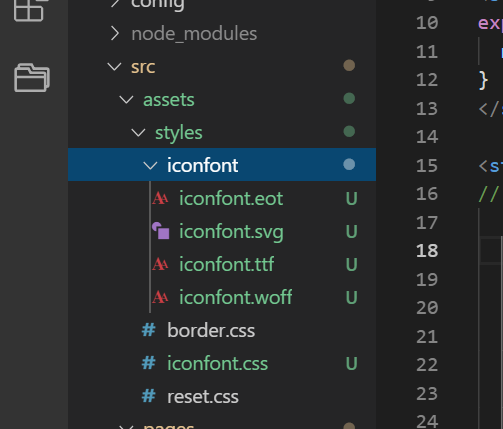 config
node_modules
src
assets
styles
iconfont
iconfont.eot U
iconfont.svg U
iconfont.ttf U
iconfont.woff U
# border.css
# iconfont.css U
# reset.css
pages
10 exp
11
12 }
13 </
14
15 <st
16 //
17
18
19
20
21
22
23
24